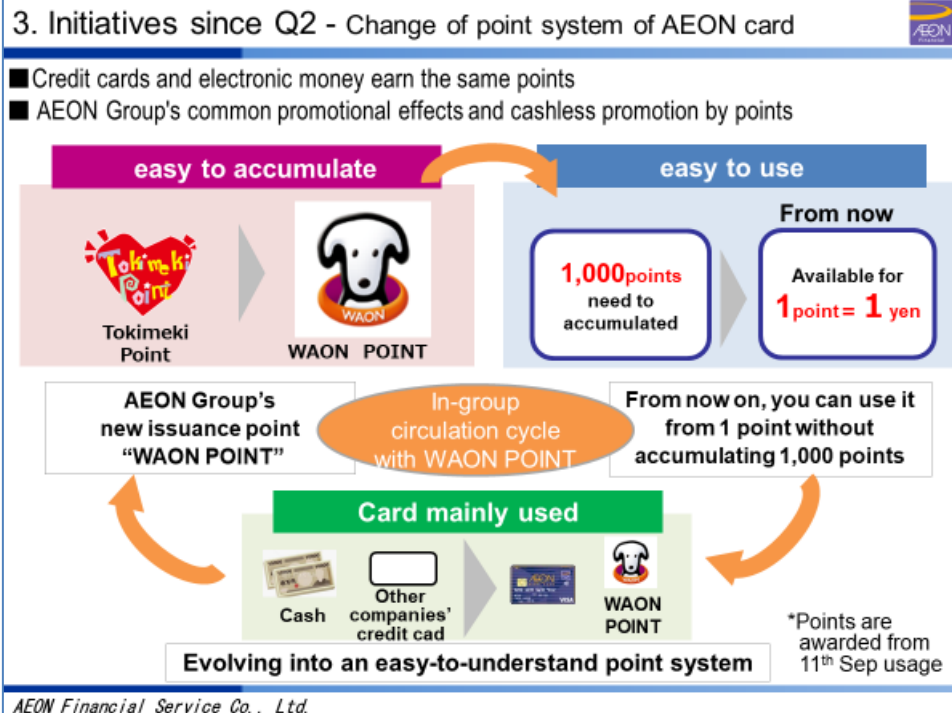 3. Initiatives since Q2 - Change of point system of AEON card
AEON
Financial
■Credit cards and electronic money earn the same points
■ AEON Group's common promotional effects and cashless promotion by points
easy to accumulate
Tokimeki
Point
Tokimeki
Point
WAON
WAON POINT
easy to use
1,000points
need to
accumulated
From now
Available for
1point= 1 yen
AEON Group's
new issuance point
“WAON POINT”
In-group
circulation cycle
with WAON POINT
From now on, you can use it
from 1 point without
accumulating 1,000 points
Card mainly used
Cash
Other
companies'
credit cad
AEON
VISA
WAON
POINT
*Points are
awarded from
11th Sep usage
Evolving into an easy-to-understand point system
AEON Financial Service Co., Ltd.